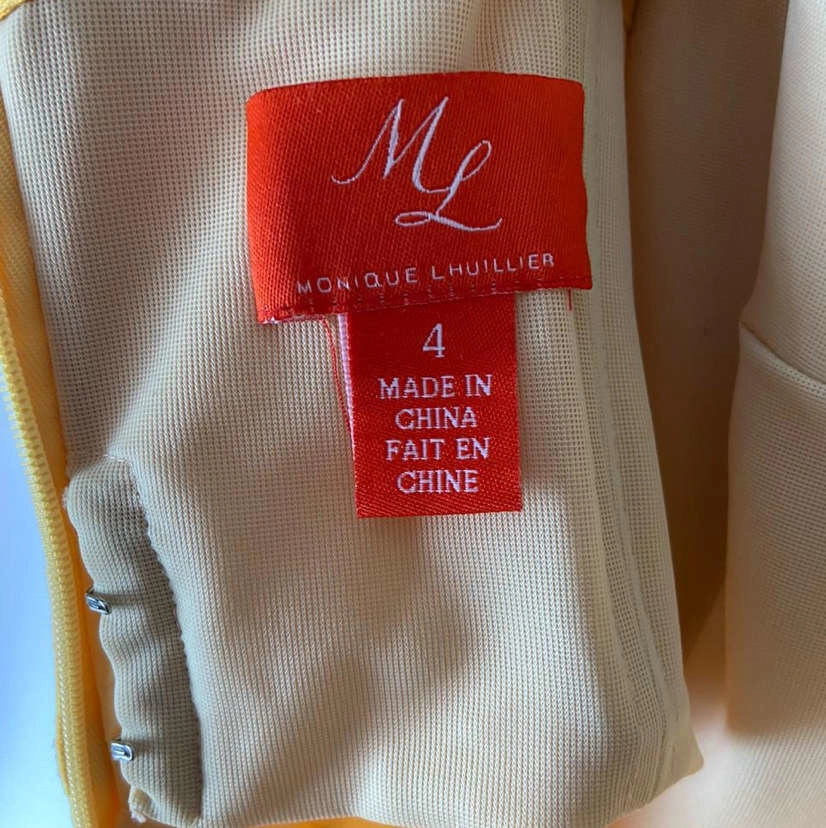 ML
MONIQUE LHUILLIER
4
MADE IN
CHINA
FAIT EN
CHINE